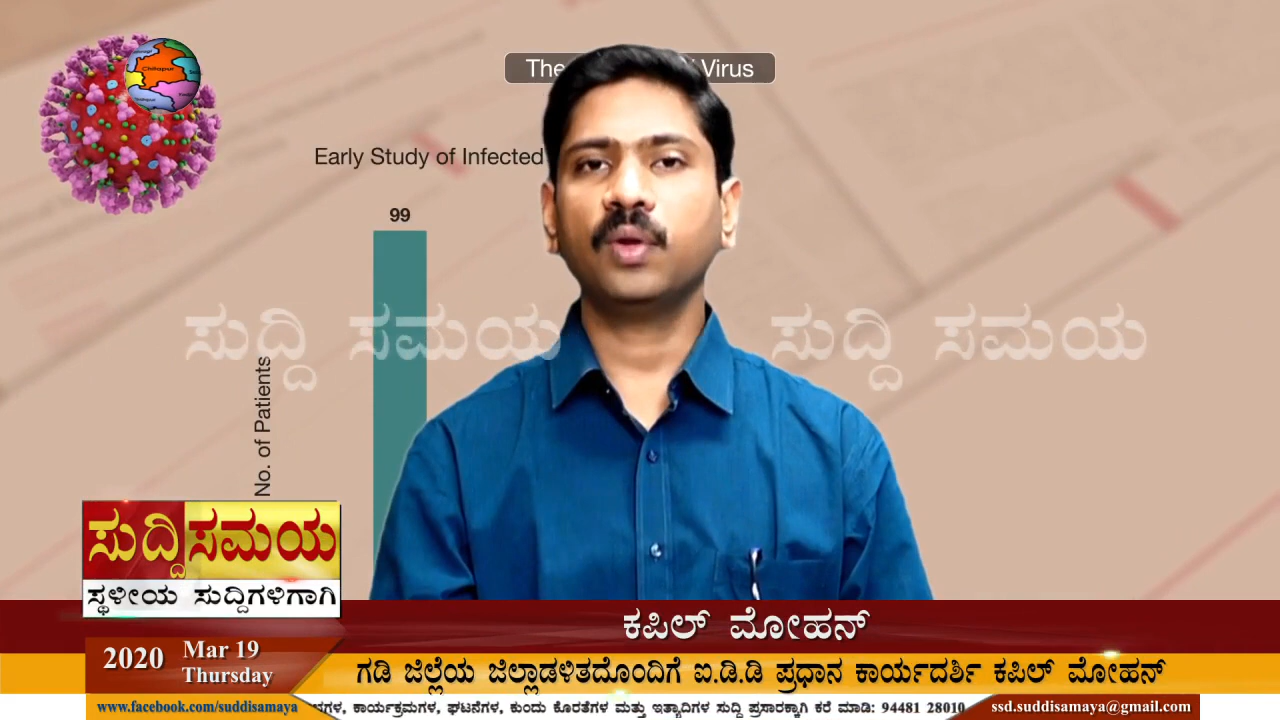 Chitapur
The
Virus
Early Study of Infected
99
No. of Patients
ಸುದ್ದಿ ಸಮಯ
ಸುದ್ದಿ ಸಮಯ
ಸುದ್ದಿ ಸಮಯ
ಸ್ಥಳೀಯ ಸುದ್ದಿಗಳಿಗಾಗಿ
ಕಪಿಲ್ ಮೋಹನ್
2020 Mar 19
Thursday
ಗಡಿ ಜಿಲ್ಲೆಯ ಜಿಲ್ಲಾಡಳಿತದೊಂದಿಗೆ ಐ.ಡಿ.ಡಿ ಪ್ರಧಾನ ಕಾರ್ಯದರ್ಶಿ ಕಪಿಲ್ ಮೋಹನ್
www.facebook.com/suddisamaya
ಕಾರ್ಯಕ್ರಮಗಳ, ಘಟನೆಗಳ, ಕುಂದು ಕೊರತೆಗಳ ಮತ್ತು ಇತ್ಯಾದಿಗಳ ಸುದ್ದಿ ಪ್ರಸಾರಕ್ಕಾಗಿ ಕರೆ ಮಾಡಿ: 94481 28010
ssd.suddisamaya@gmail.com